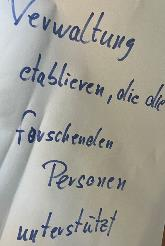 Verwaltung
etablieren, die die
forschenden
Personen
unterstützt